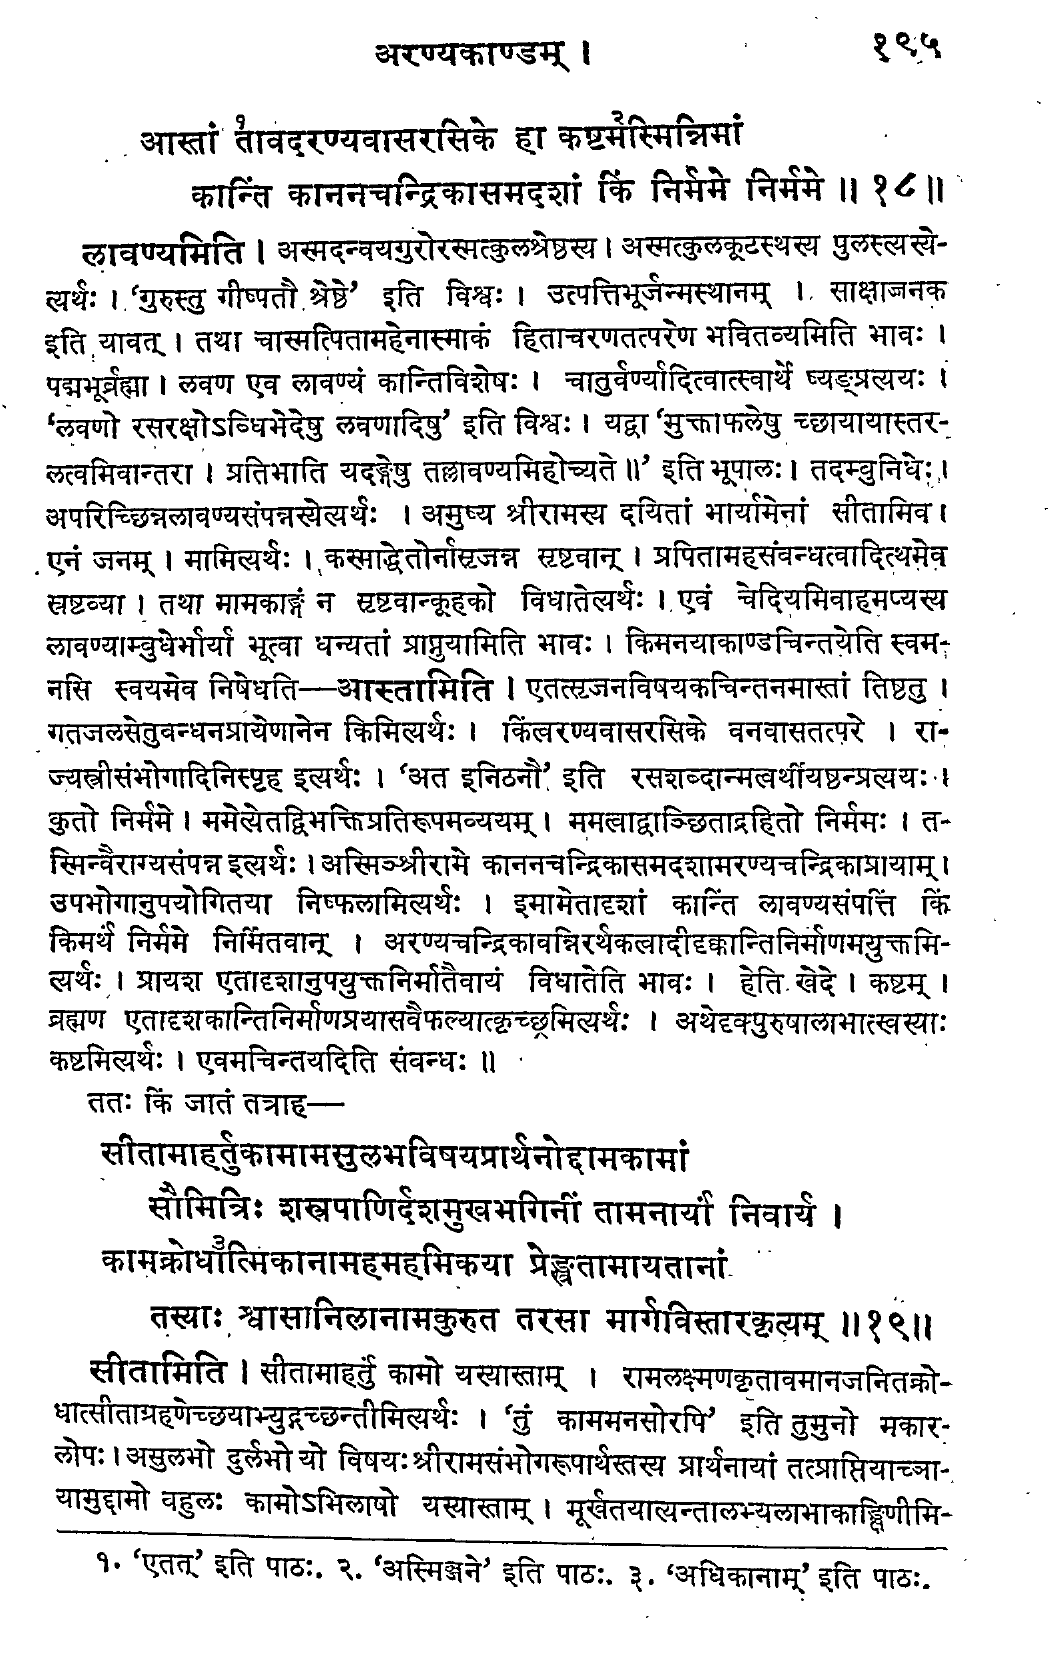 अरण्यकाण्डम् ।
१९५
आस्तां १तावदरण्यवासरसिके हा कष्टम२स्मिन्निमां
कान्तिं काननचन्द्रिकासमदशां किं निर्ममे निर्ममे ॥ १८ ॥
लावण्यमिति । अस्मदन्वयगुरोरस्मत्कुलश्रेष्ठस्य । अस्मत्कुलकूटस्थस्य पुलस्त्यस्ये-
त्यर्थः । ‘गुरुस्तु गीष्पतौ श्रेष्ठे’ इति विश्वः । उत्पत्तिभूर्जन्मस्थानम् । साक्षाज्जनक
इति यावत् । तथा चास्मत्पितामहेनास्माकं हिताचरणतत्परेण भवितव्यमिति भावः ।
पद्मभूर्ब्रह्मा । लवण एव लावण्यं कान्तिविशेषः । चातुर्वर्ण्यादित्वात्स्वार्थे ष्यङ्प्रत्ययः ।
‘लवणो रसरक्षोऽब्धिभेदेषु लवणादिषु’ इति विश्वः । यद्वा ‘मुक्ताफलेषु च्छायायास्तर-
लत्वमिवान्तरा । प्रतिभाति यदङ्गेषु तल्लावण्यमिहोच्यते ॥’ इति भूपालः । तदम्बुनिधेः ।
अपरिच्छिन्नलावण्यसंपन्नस्येत्यर्थः । अमुष्य श्रीरामस्य दयितां भार्यामेनां सीतामिव ।
एनं जनम् । मामित्यर्थः । कस्माद्धेतोर्नासृजन्न सृष्टवान् । प्रपितामहसंबन्धत्वादित्थमेव
स्रष्टव्या । तथा मामकाङ्गं न सृष्टवान्कूहको विधातेत्यर्थः । एवं चेदियमिवाहमप्यस्य
लावण्याम्बुधेर्भार्या भूत्वा धन्यतां प्राप्नुयामिति भावः । किमनयाकाण्डचिन्तयेति स्वम-
नसि स्वयमेव निषेधति—आस्तामिति । एतत्सृजनविषयकचिन्तनमास्तां तिष्ठतु ।
गतजलसेतुबन्धनप्रायेणानेन किमित्यर्थः । किंत्वरण्यवासरसिके वनवासतत्परे । रा-
ज्यस्त्रीसंभोगादिनिस्पृह इत्यर्थः । ‘अत इनिठनौ’ इति रसशब्दान्मत्वर्थीयष्ठन्प्रत्ययः ।
कुतो निर्ममे । ममेत्येतद्विभक्तिप्रतिरूपमव्ययम् । ममत्वाद्वाञ्छिताद्रहितो निर्ममः । त-
स्मिन्वैराग्यसंपन्न इत्यर्थः । अस्मिञ्श्रीरामे काननचन्द्रिकासमदशामरण्यचन्द्रिकाप्रायाम् ।
उपभोगानुपयोगितया निष्फलामित्यर्थः । इमामेतादृशां कान्तिं लावण्यसंपत्तिं किं
किमर्थं निर्ममे निर्मितवान् । अरण्यचन्द्रिकावन्निरर्थकत्वादीदृक्कान्तिनिर्माणमयुक्तमि-
त्यर्थः । प्रायश एतादृशानुपयुक्तनिर्मातैवायं विधातेति भावः । हेति खेदे । कष्टम् ।
ब्रह्मण एतादृशकान्तिनिर्माणप्रयासवैफल्यात्कृच्छ्रमित्यर्थः । अथेदृक्पुरुषालाभात्स्वस्याः
कष्टमित्यर्थः । एवमचिन्तयदिति संबन्धः ॥
ततः किं जातं तत्राह—
सीतामाहर्तुकामामसुलभविषयप्रार्थनोद्दामकामां
सौमित्रिः शस्त्रपाणिर्दशमुखभगिनीं तामनार्यां निवार्य ।
कामक्रोधा३त्मिकानामहमहमिकया प्रेङ्खतामायतानां
तस्याः श्वासानिलानामकुरुत तरसा मार्गविस्तारकृत्यम् ॥१९॥
सीतामिति । सीतामाहर्तुं कामो यस्यास्ताम् । रामलक्ष्मणकृतावमानजनितक्रो-
धात्सीताग्रहणेच्छयाभ्युद्गच्छन्तीमित्यर्थः । ‘तुं काममनसोरपि’ इति तुमुनो मकार-
लोपः । असुलभो दुर्लभो यो विषयः श्रीरामसंभोगरूपार्थस्तस्य प्रार्थनायां तत्प्राप्तियाच्ञा-
यामुद्दामो बहुलः कामोऽभिलाषो यस्यास्ताम् । मूर्खतयात्यन्तालभ्यलाभाकाङ्क्षिणीमि-
१. ‘एतत्’ इति पाठः. २. ‘अस्मिञ्जने’ इति पाठः. ३. ‘अधिकानाम्’ इति पाठः.